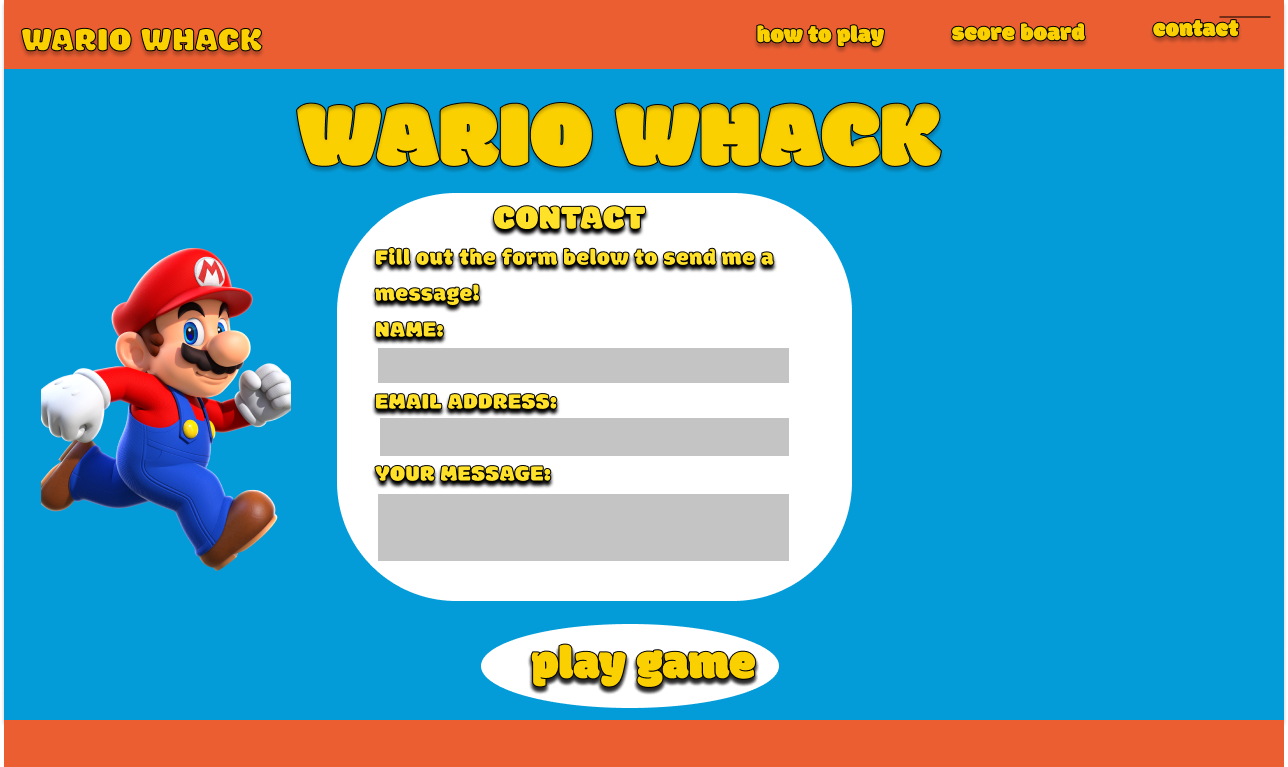 WARIO WHACK
how to play
score board
contact
WARIO WHACK
CONTACT
Fill out the form below to send me a
message!
NAME:
EMAIL ADDRESS:
YOUR MESSAGE:
play game
M